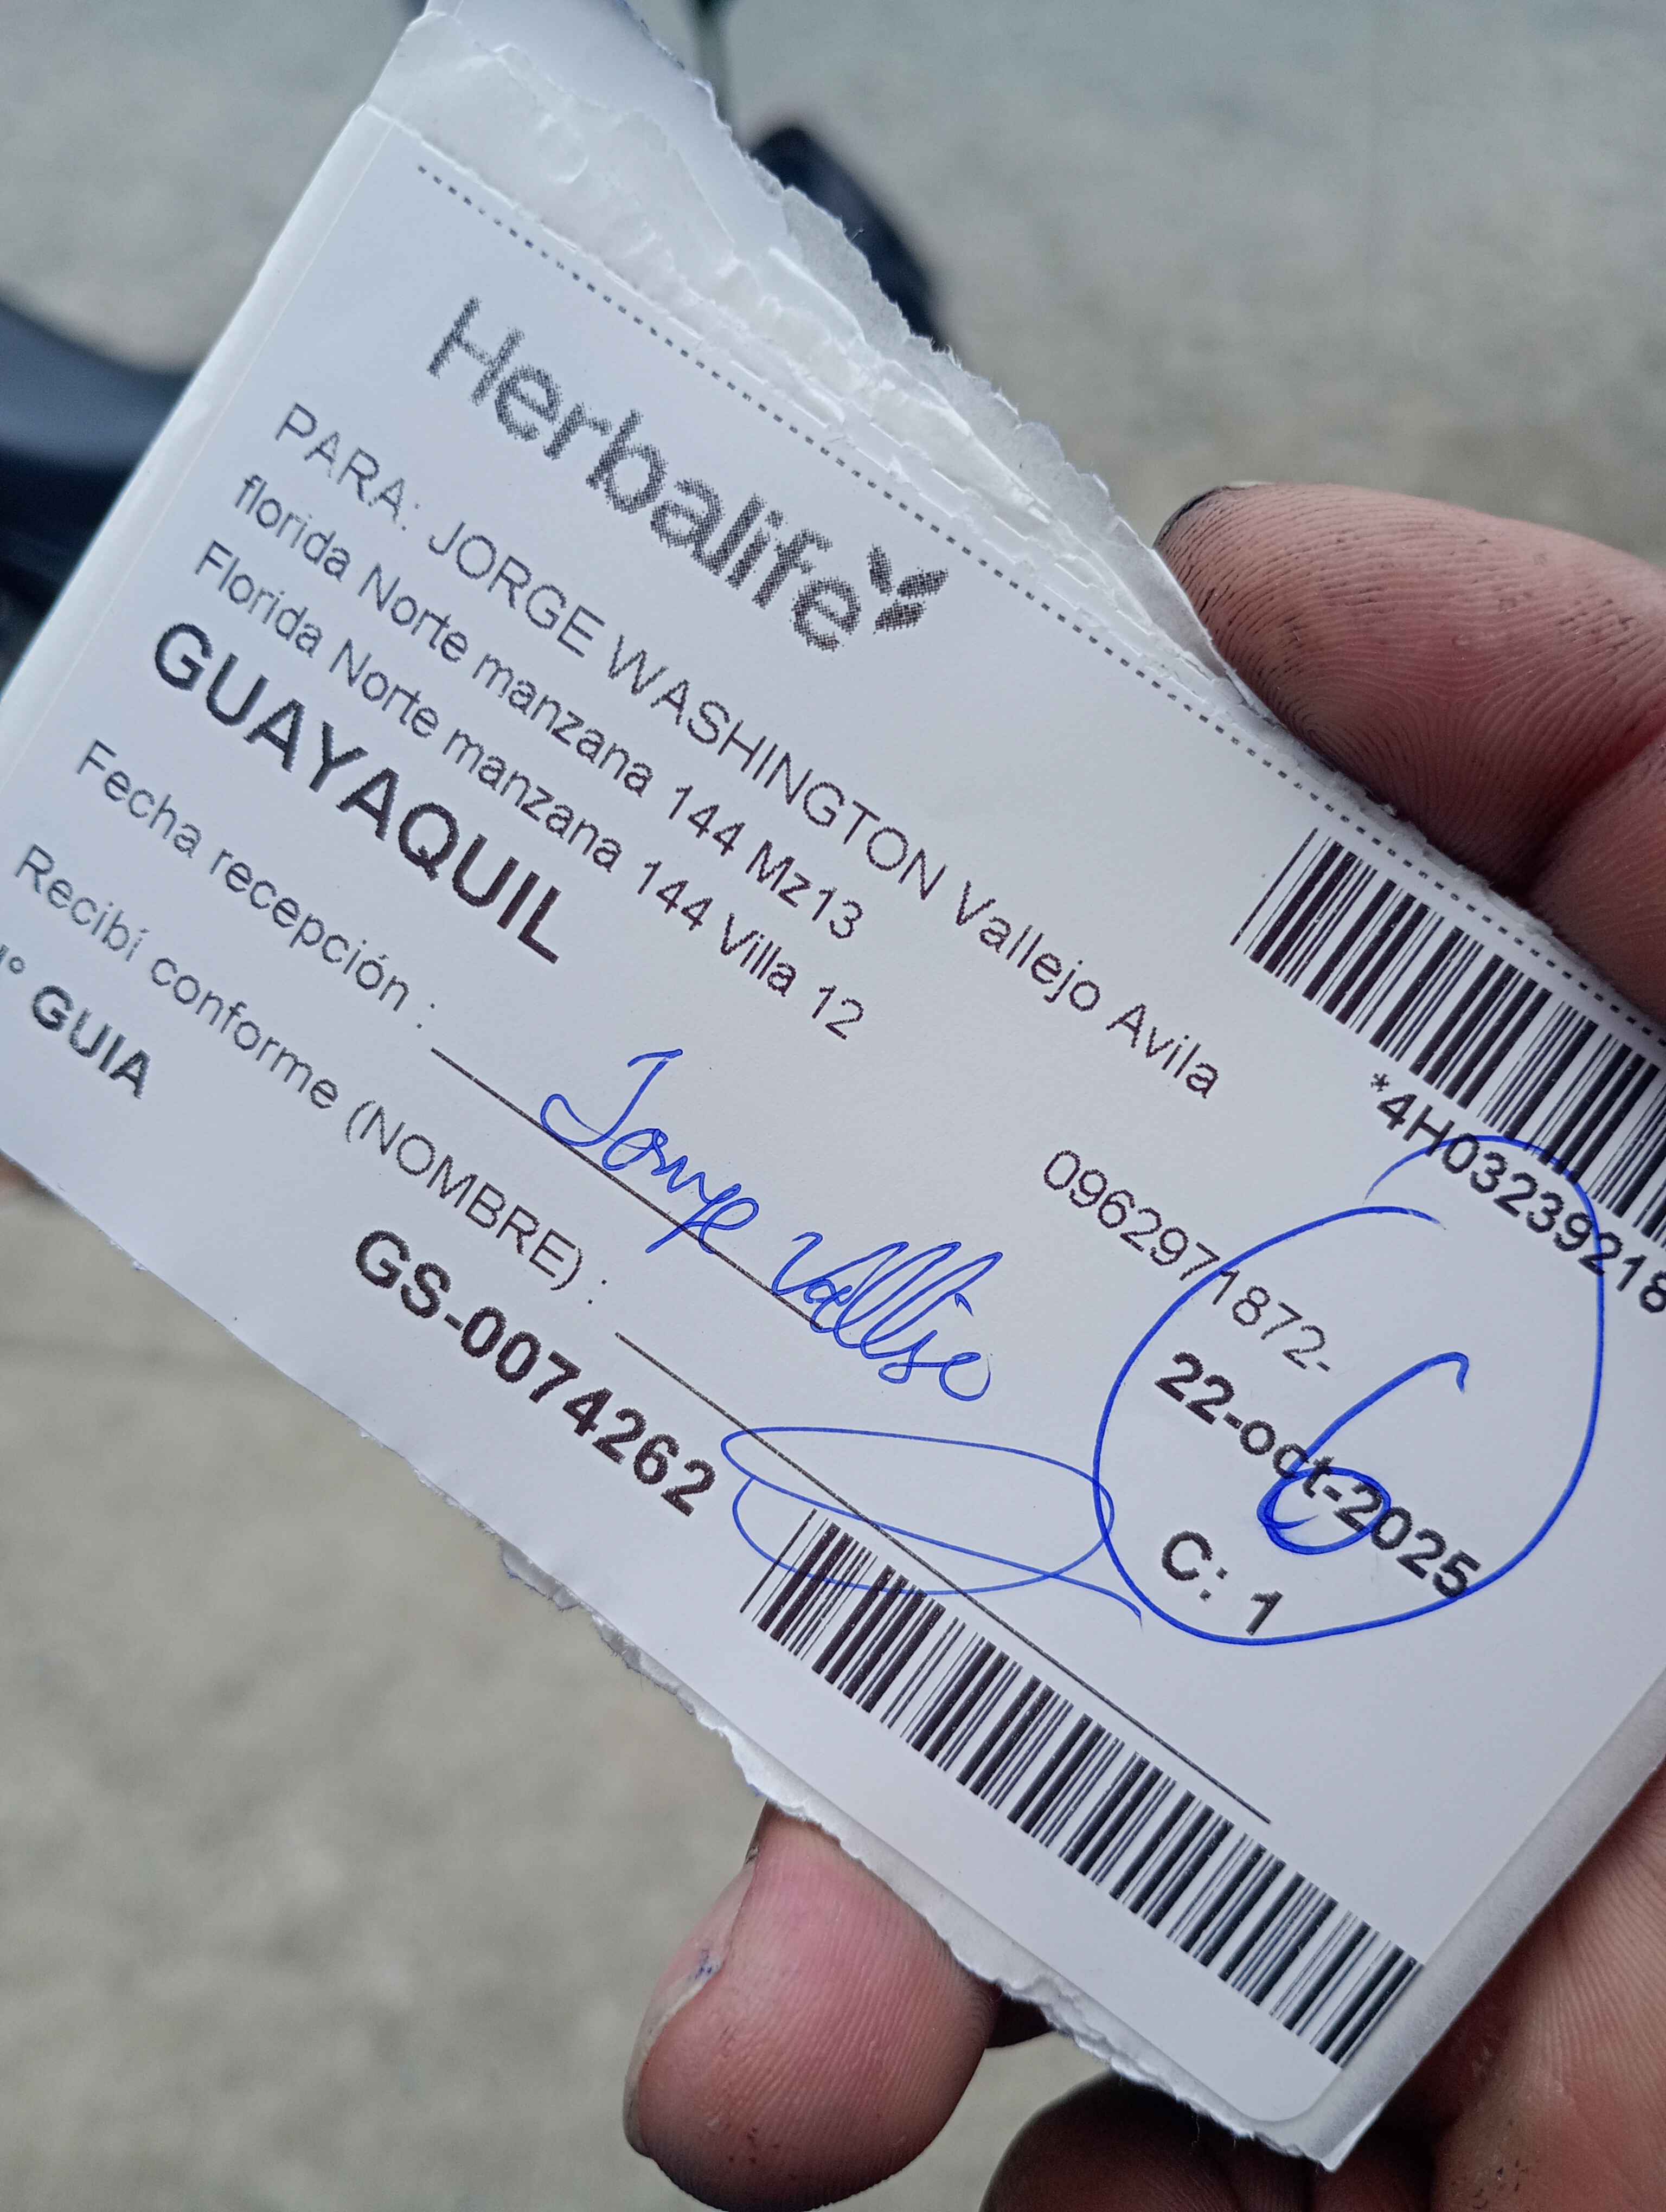 Herbalife
*4H03239218
PARA: JORGE WASHINGTON Vallejo Avila
florida Norte manzana 144 Mz13
Florida Norte manzana 144 Villa 12
0962971872-
GUAYAQUIL
22-oct-2025
6
Fecha recepción :
Jorge Vallejo
C: 1
Recibí conforme (NOMBRE) :
° GUIA
GS-0074262